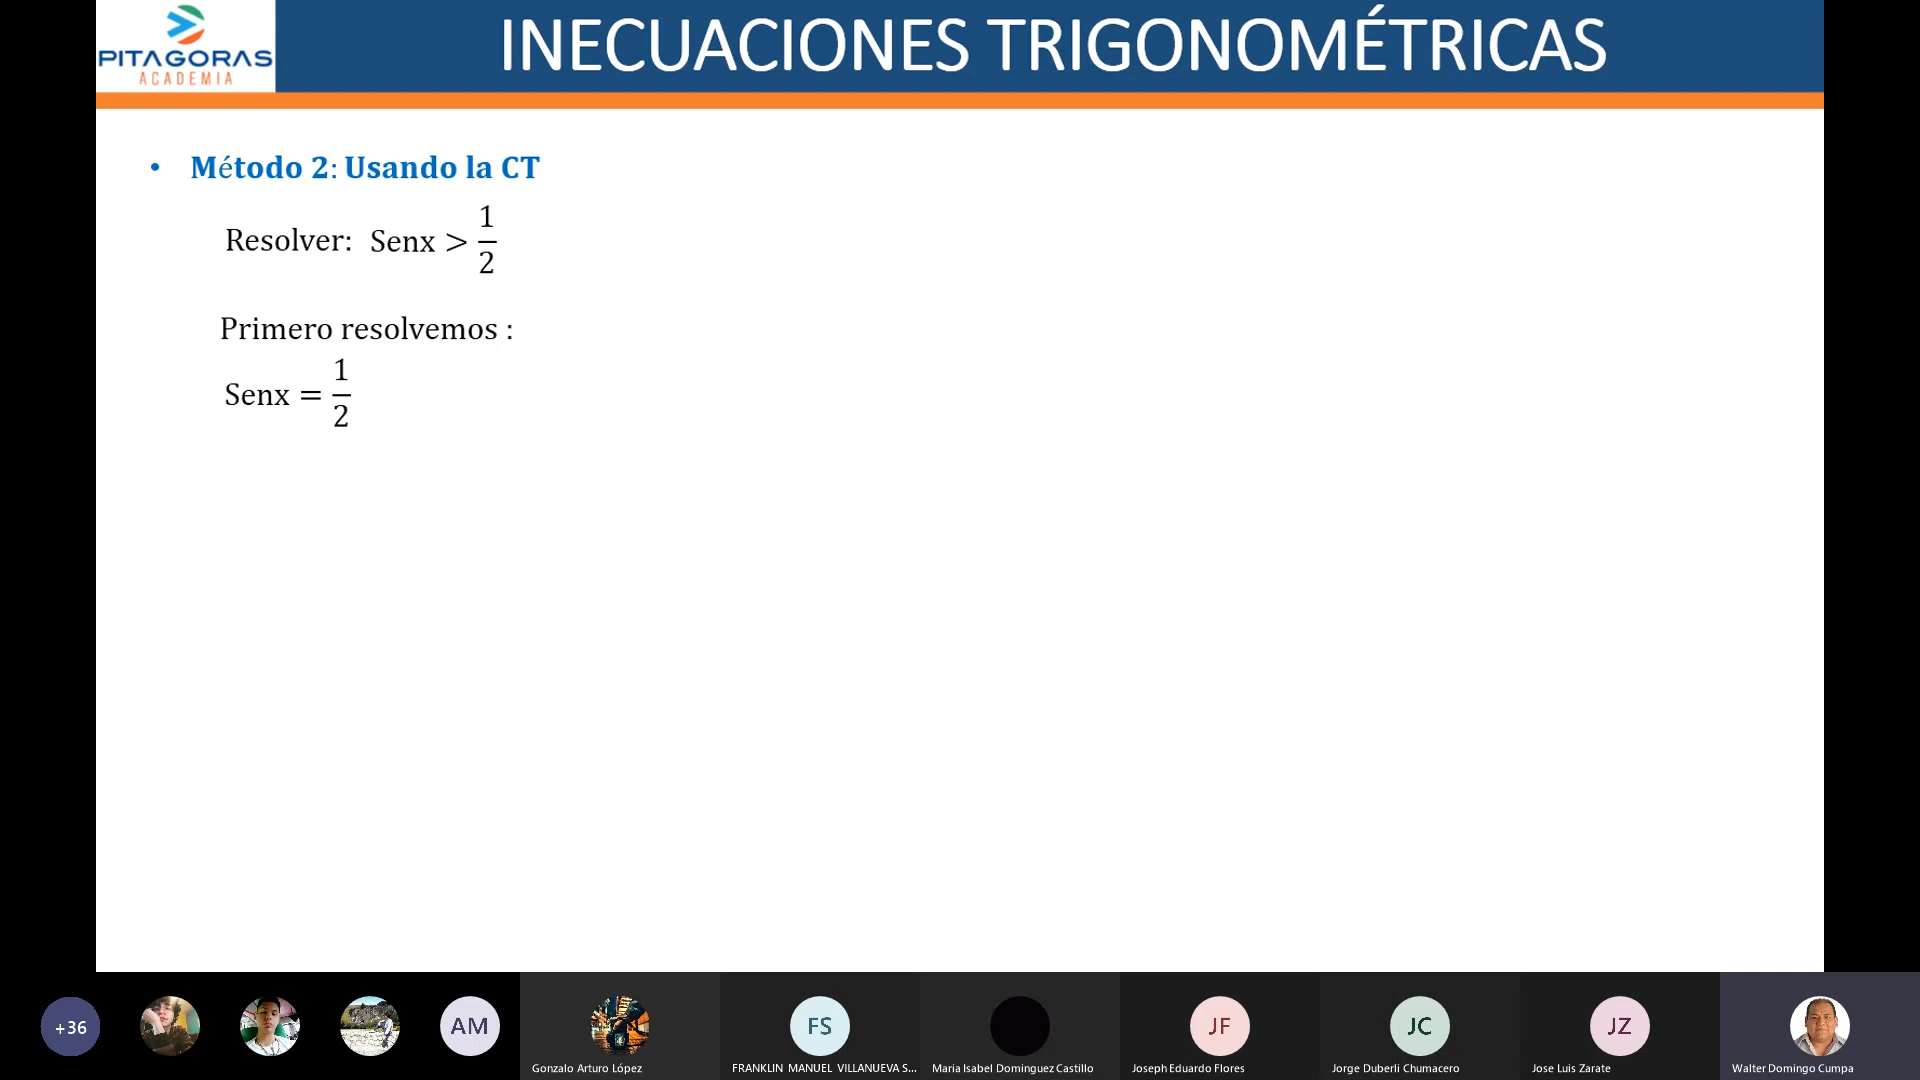 PITAGORAS
ACADEMIA
INECUACIONES TRIGONOMÉTRICAS
• Método 2: Usando la CT
Resolver: Senx > 1/2
Primero resolvemos :
Senx = 1/2
+36
AM
FS
JF
JC
JZ
Gonzalo Arturo López
FRANKLIN MANUEL VILLANUEVA S...
Maria Isabel Dominguez Castillo
Joseph Eduardo Flores
Jorge Duberli Chumacero
Jose Luis Zarate
Walter Domingo Cumpa